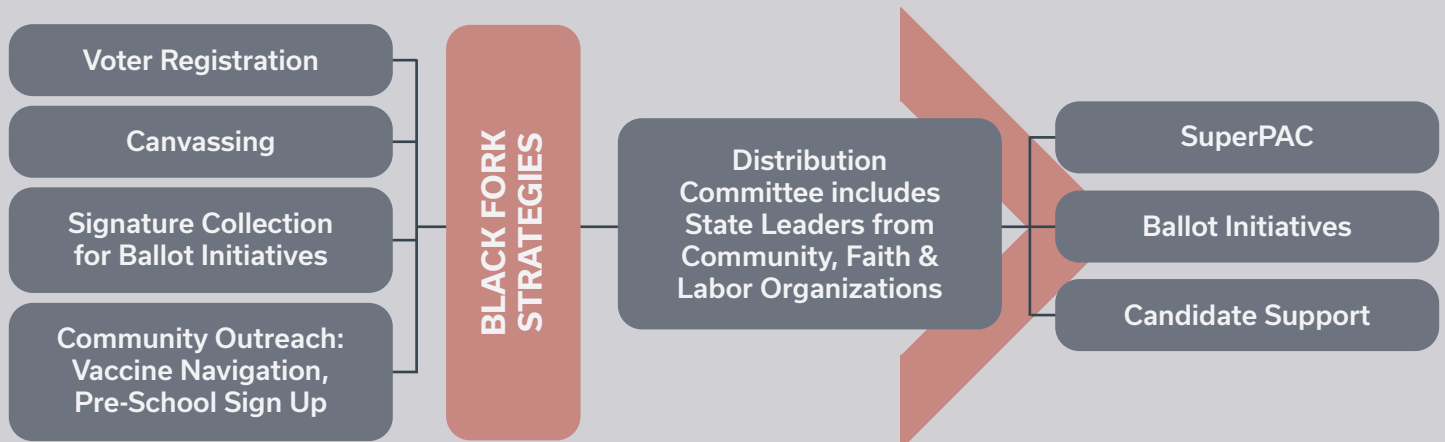 Voter Registration
Canvassing
Signature Collection
for Ballot Initiatives
Community Outreach:
Vaccine Navigation,
Pre-School Sign Up
BLACK FORK
STRATEGIES
Distribution
Committee includes
State Leaders from
Community, Faith &
Labor Organizations
SuperPAC
Ballot Initiatives
Candidate Support